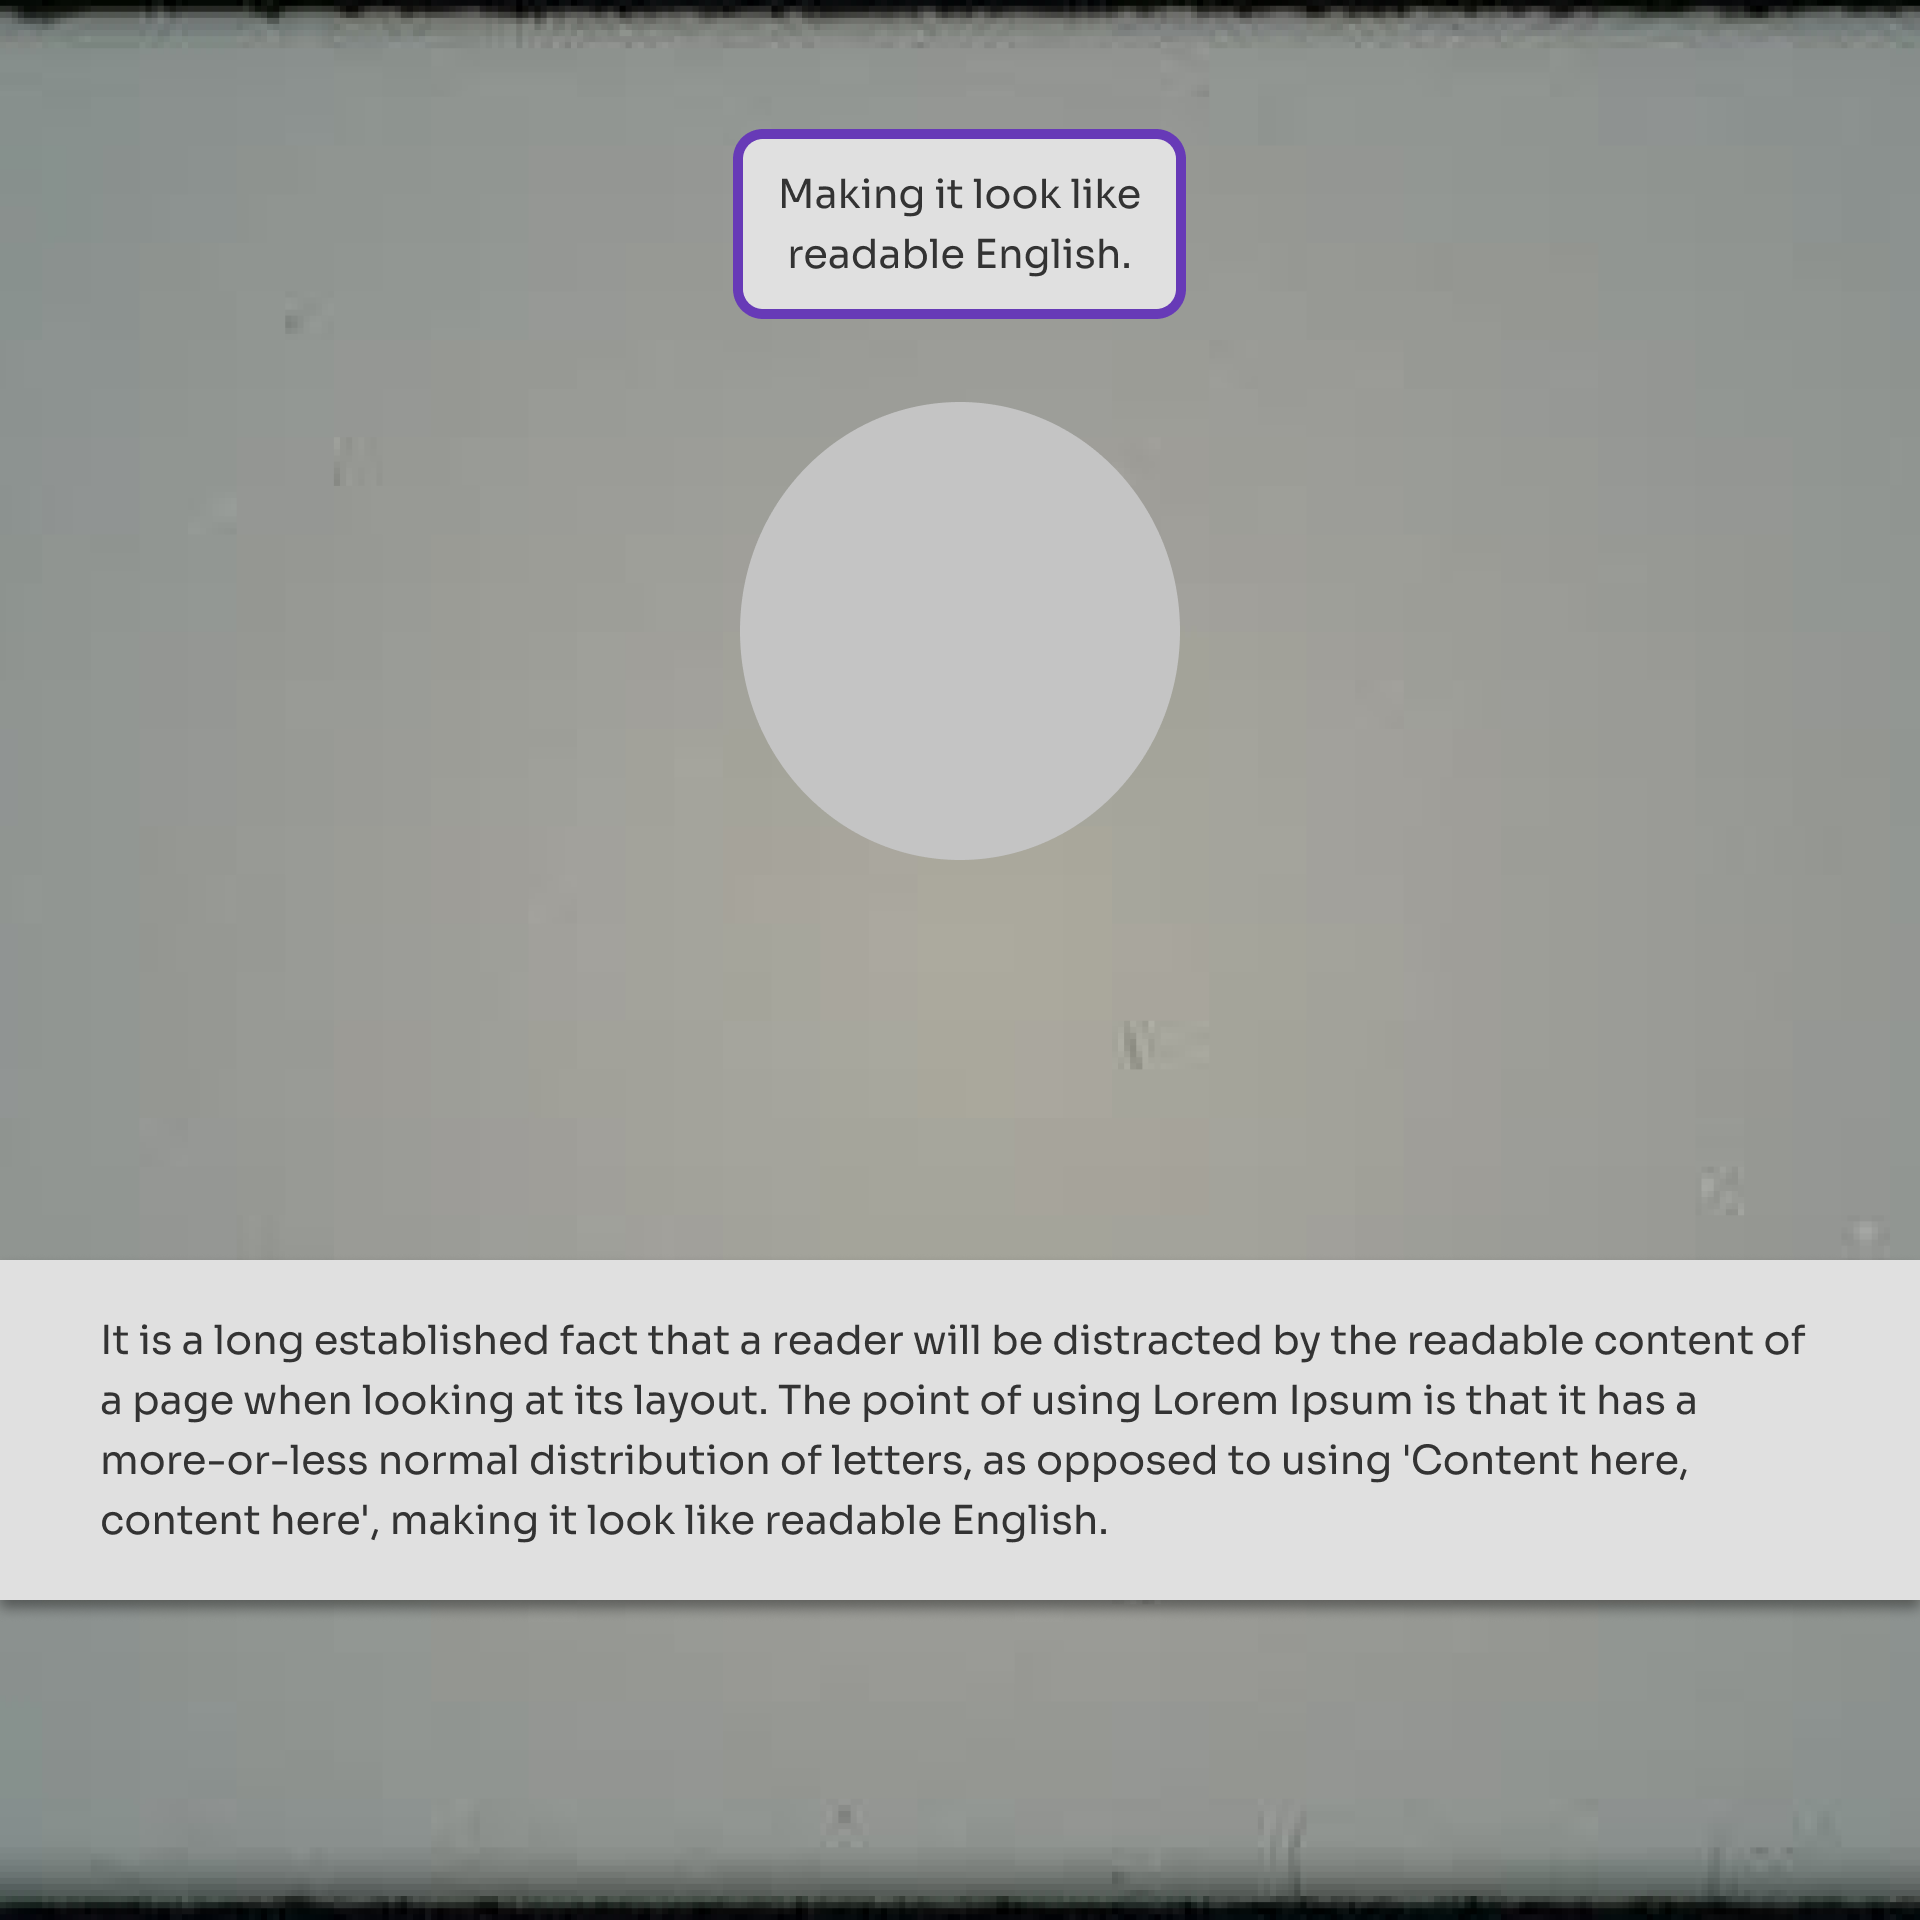 Making it look like
readable English.
It is a long established fact that a reader will be distracted by the readable content of
a page when looking at its layout. The point of using Lorem Ipsum is that it has a
more-or-less normal distribution of letters, as opposed to using 'Content here,
content here', making it look like readable English.